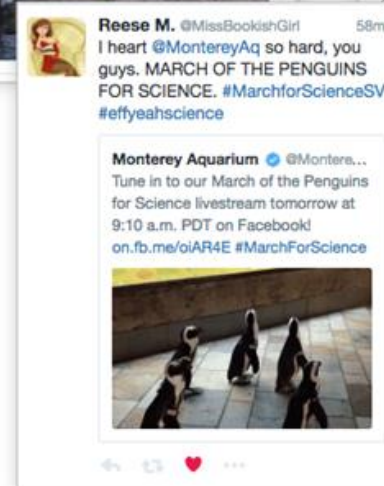 Reese M. @MissBookishGirl 58m
I heart @MontereyAq so hard, you
guys. MARCH OF THE PENGUINS
FOR SCIENCE. #MarchforScienceSV
#effyeahscience
Monterey Aquarium @Montere...
Tune in to our March of the Penguins
for Science livestream tomorrow at
9:10 a.m. PDT on Facebook!
on.fb.me/oiAR4E #MarchForScience